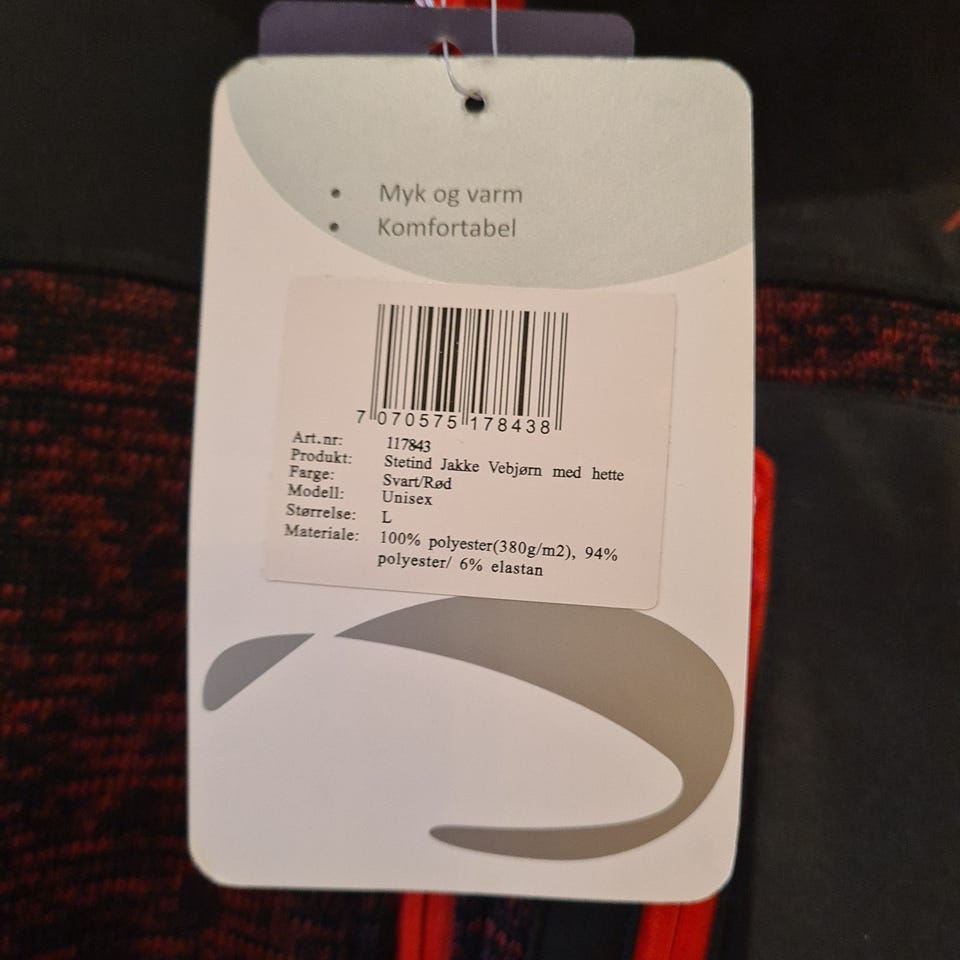 • Myk og varm
• Komfortabel
7 070575 178438
Art.nr: 117843
Produkt: Stetind Jakke Vebjørn med hette
Farge: Svart/Rød
Modell: Unisex
Størrelse: L
Materiale: 100% polyester(380g/m2), 94%
polyester/ 6% elastan